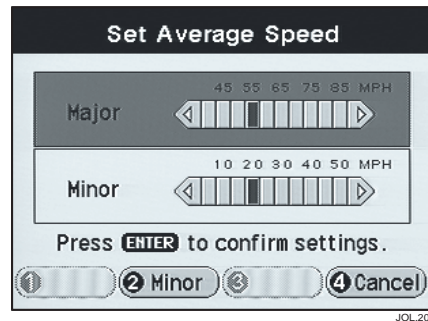 Set Average Speed
45 55 65 75 85 MPH
Major
10 20 30 40 50 MPH
Minor
Press ENTER to confirm settings.
1 2 Minor 3 4 Cancel
JOL.20